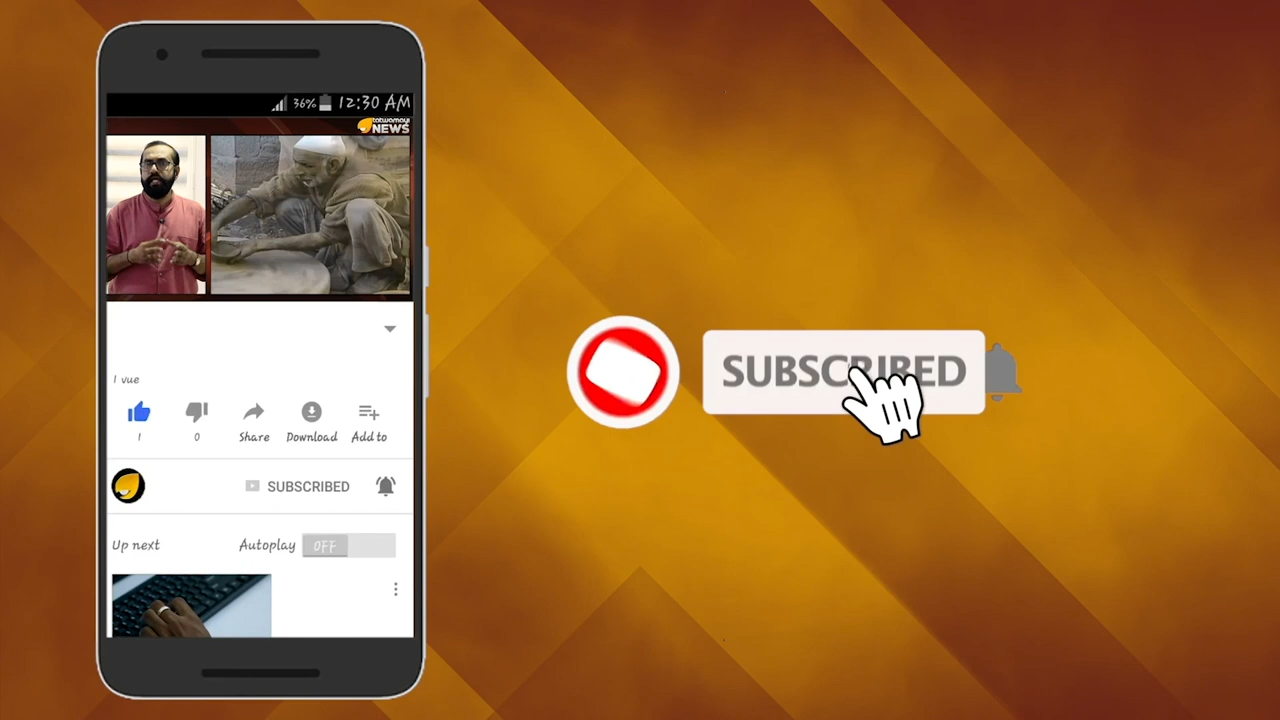 36% 12:30 AM
tatwamayi
NEWS
1 vue
1
0
Share
Download
Add to
SUBSCRIBED
Up next
Autoplay
OFF
SUBSCRIBED